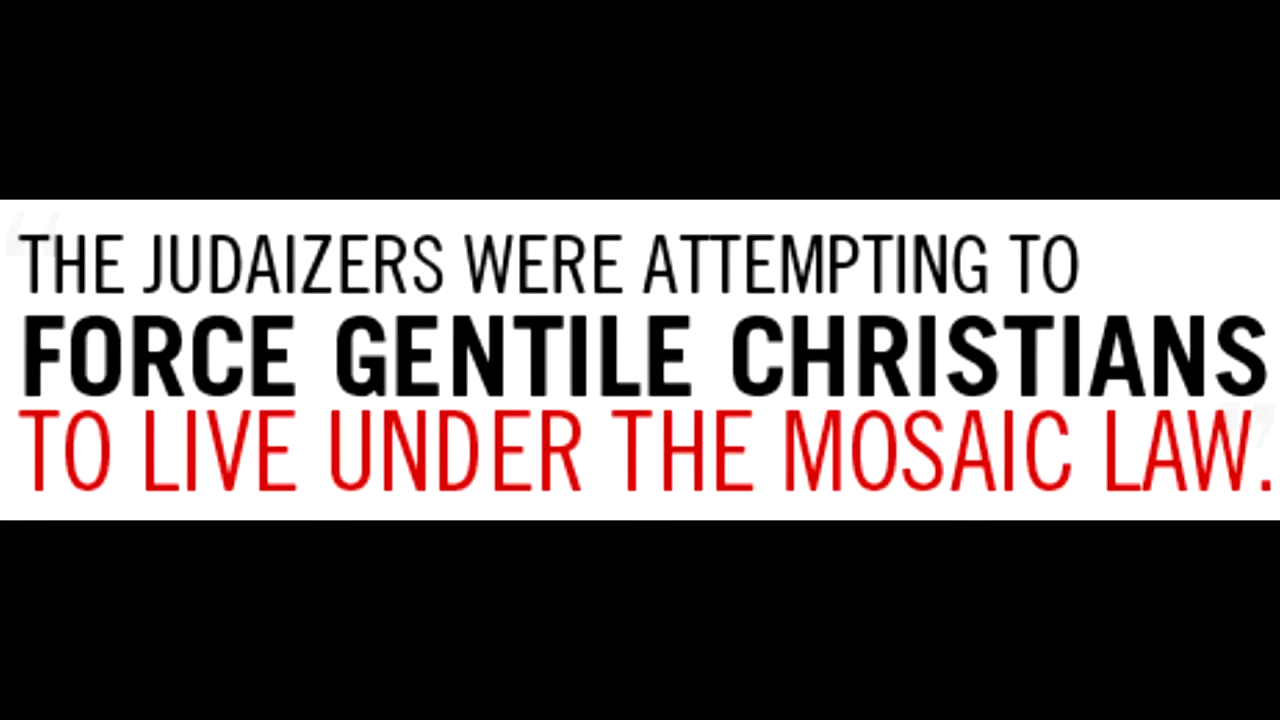 “THE JUDAIZERS WERE ATTEMPTING TO
FORCE GENTILE CHRISTIANS
TO LIVE UNDER THE MOSAIC LAW.”